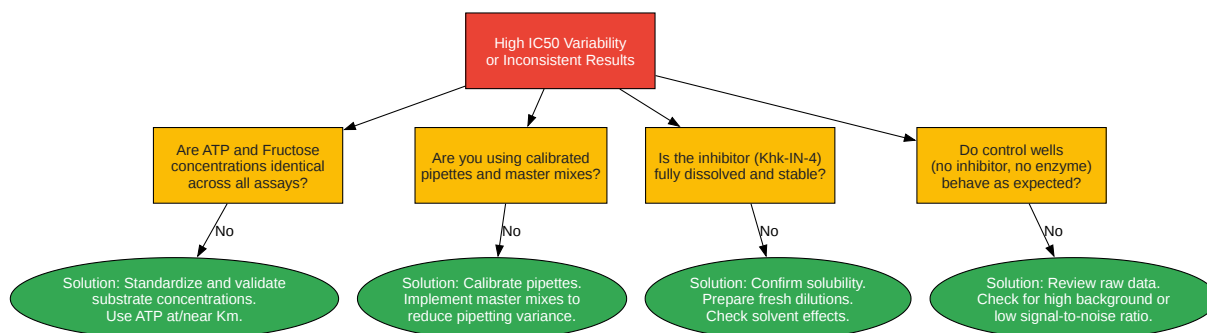 High IC50 Variability
or Inconsistent Results
Are ATP and Fructose
concentrations identical
across all assays?
Are you using calibrated
pipettes and master mixes?
Is the inhibitor (Khk-IN-4)
fully dissolved and stable?
Do control wells
(no inhibitor, no enzyme)
behave as expected?
No
No
No
No
Solution: Standardize and validate
substrate concentrations.
Use ATP at/near Km.
Solution: Calibrate pipettes.
Implement master mixes to
reduce pipetting variance.
Solution: Confirm solubility.
Prepare fresh dilutions.
Check solvent effects.
Solution: Review raw data.
Check for high background or
low signal-to-noise ratio.